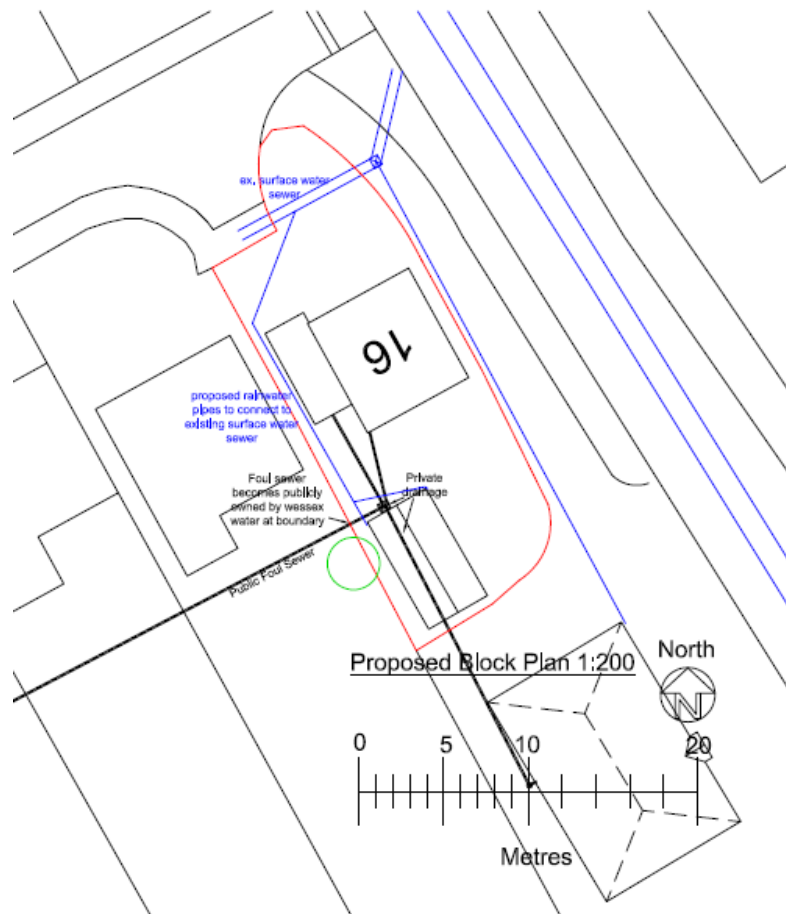 ex. surface water
sewer
16
proposed rainwater
pipes to connect to
existing surface water
sewer
Foul sewer
becomes publicly
owned by wessex
water at boundary
Private
drainage
Public Foul Sewer
Proposed Block Plan 1:200
North
N
0 5 10 20
Metres